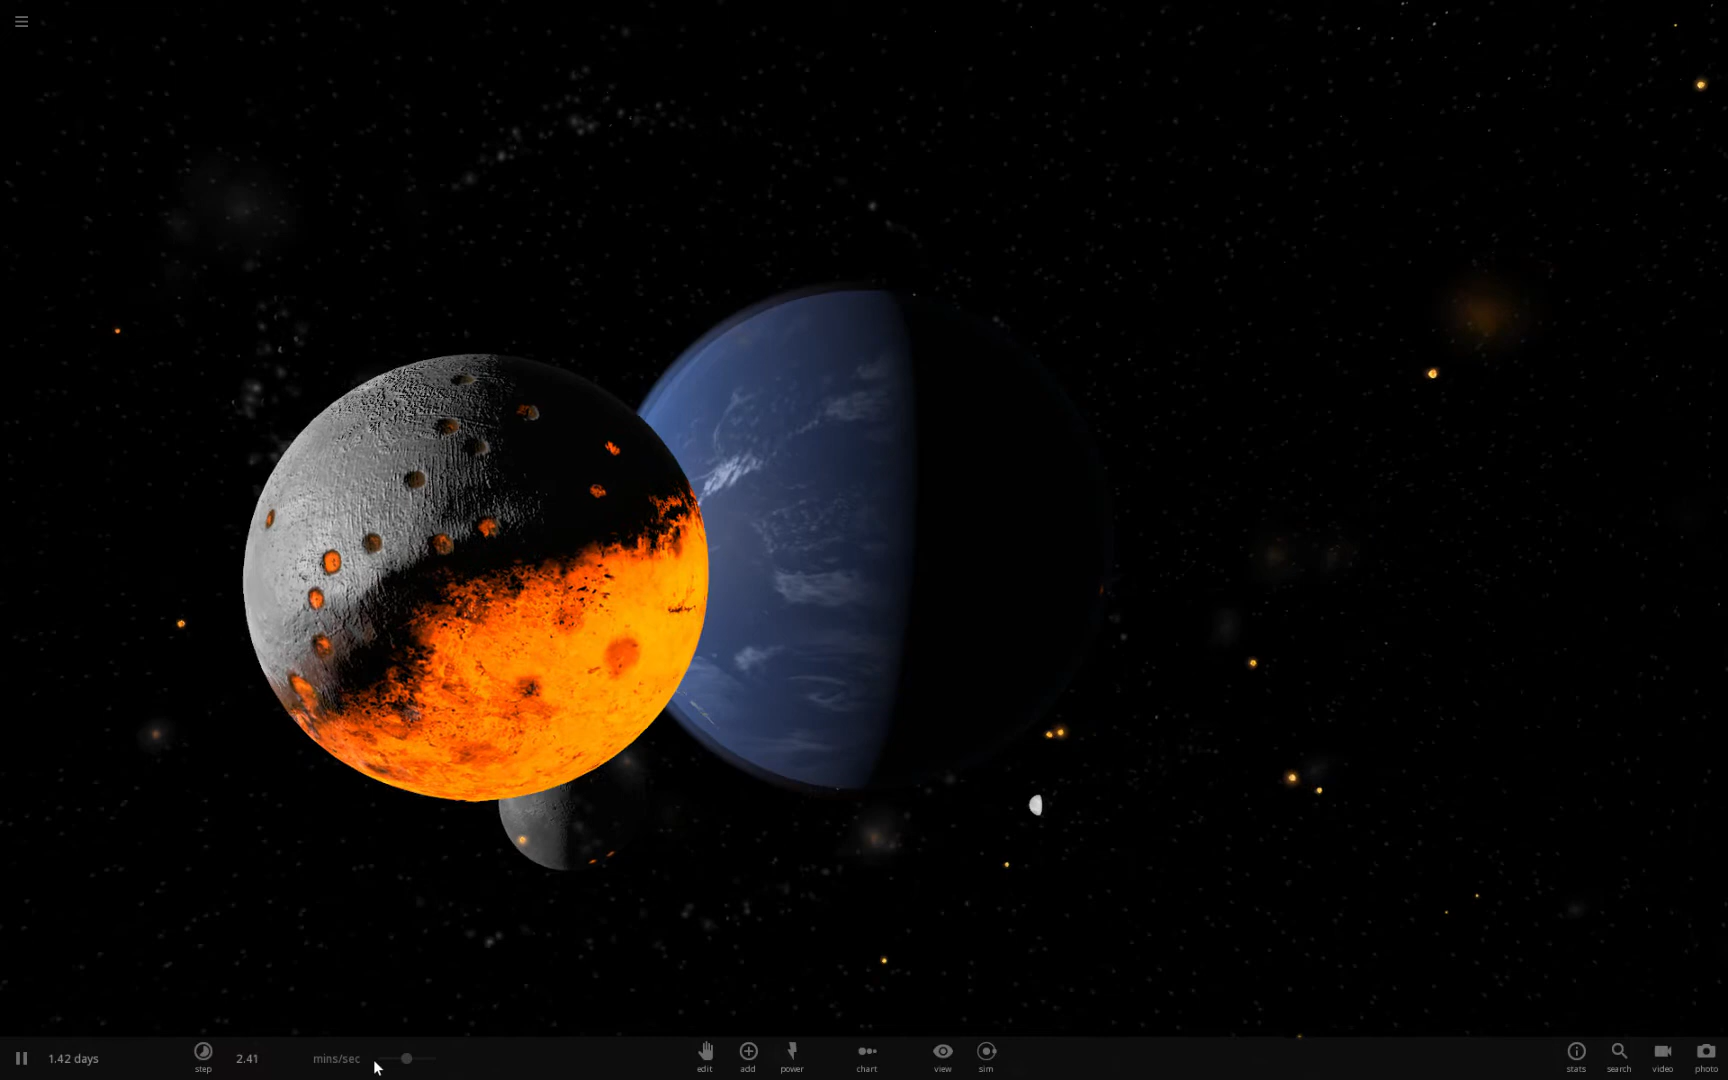 1.42 days
step
2.41
mins/sec
edit
add
power
chart
view
sim
stats
search
video
photo